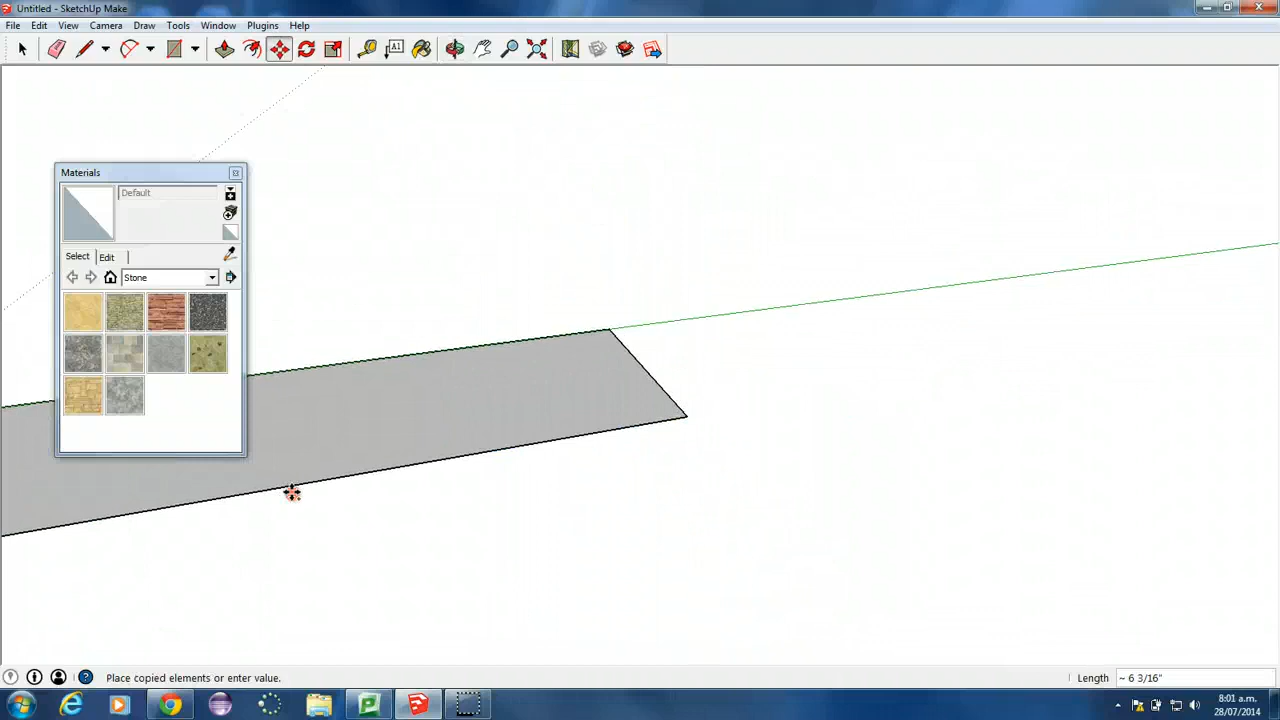 Untitled - SketchUp Make
File Edit View Camera Draw Tools Window Plugins Help
A1
Materials
Default
Select Edit
Stone
Place copied elements or enter value.
Length ~ 6 3/16"
8:01 a.m.
28/07/2014